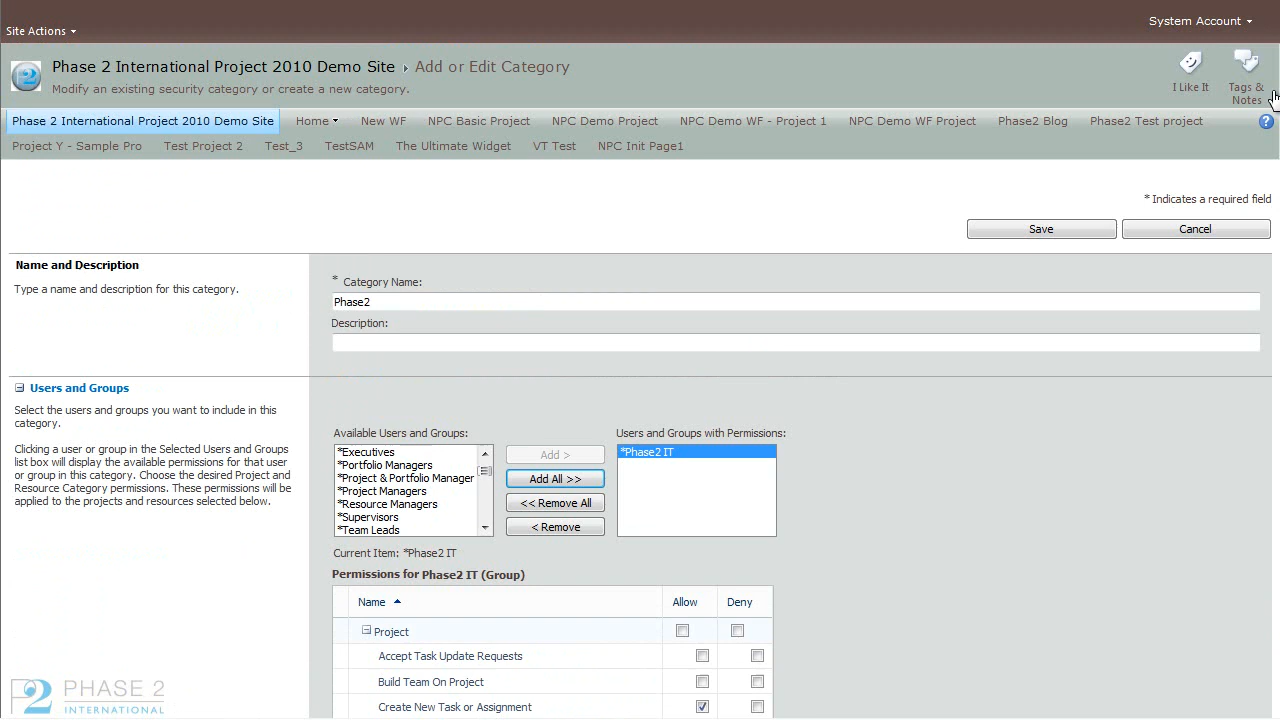 System Account
Site Actions
Phase 2 International Project 2010 Demo Site Add or Edit Category
Modify an existing security category or create a new category.
I Like It
Tags & Notes
Phase 2 International Project 2010 Demo Site Home New WF NPC Basic Project NPC Demo Project NPC Demo WF - Project 1 NPC Demo WF Project Phase2 Blog Phase2 Test project
Project Y - Sample Pro Test Project 2 Test_3 TestSAM The Ultimate Widget VT Test NPC Init Page1
* Indicates a required field
Save Cancel
Name and Description
Type a name and description for this category.
* Category Name:
Phase2
Description:
Users and Groups
Select the users and groups you want to include in this
category.
Clicking a user or group in the Selected Users and Groups
list box will display the available permissions for that user
or group in this category. Choose the desired Project and
Resource Category permissions. These permissions will be
applied to the projects and resources selected below.
Available Users and Groups:
*Executives
*Portfolio Managers
*Project & Portfolio Manager
*Project Managers
*Resource Managers
*Supervisors
*Team Leads
Add >
Add All >>
<< Remove All
< Remove
Users and Groups with Permissions:
*Phase2 IT
Current Item: *Phase2 IT
Permissions for Phase2 IT (Group)
Name Allow Deny
Project
Accept Task Update Requests
Build Team On Project
Create New Task or Assignment
P2 PHASE 2
INTERNATIONAL